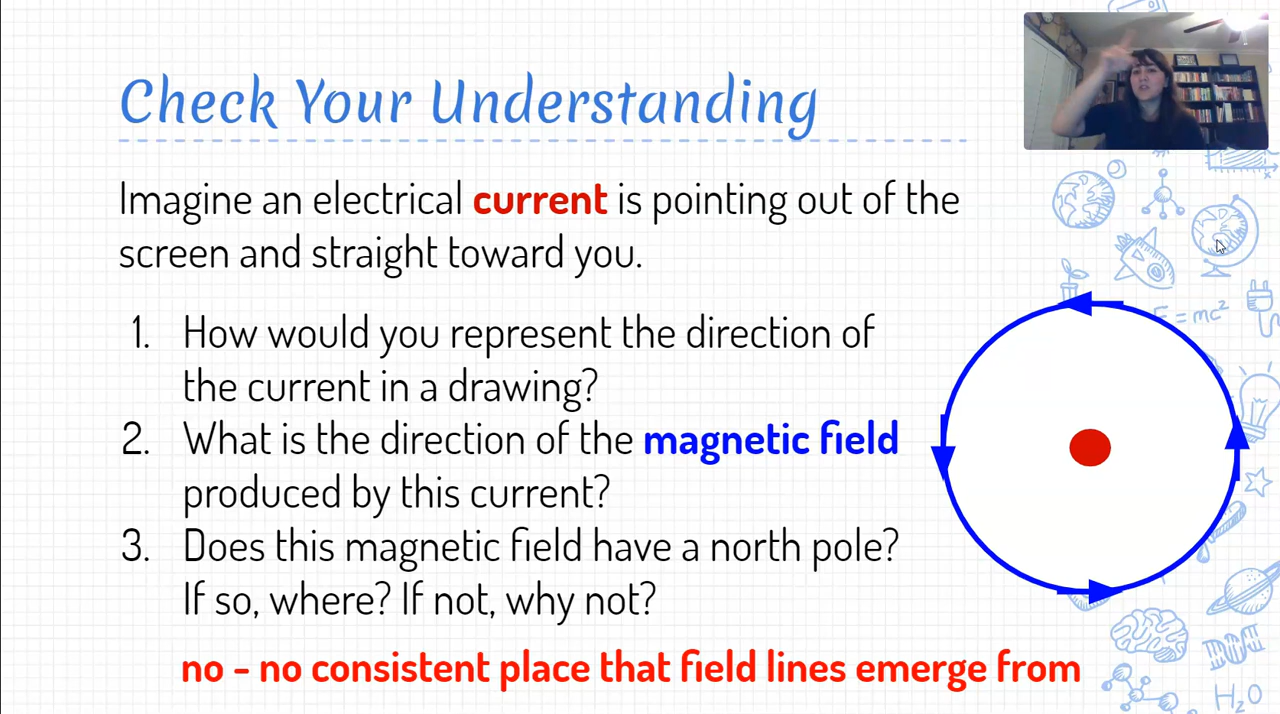 Check Your Understanding
Imagine an electrical current is pointing out of the
screen and straight toward you.
1. How would you represent the direction of
the current in a drawing?
2. What is the direction of the magnetic field
produced by this current?
3. Does this magnetic field have a north pole?
If so, where? If not, why not?
no - no consistent place that field lines emerge from
= mc²
H₂O